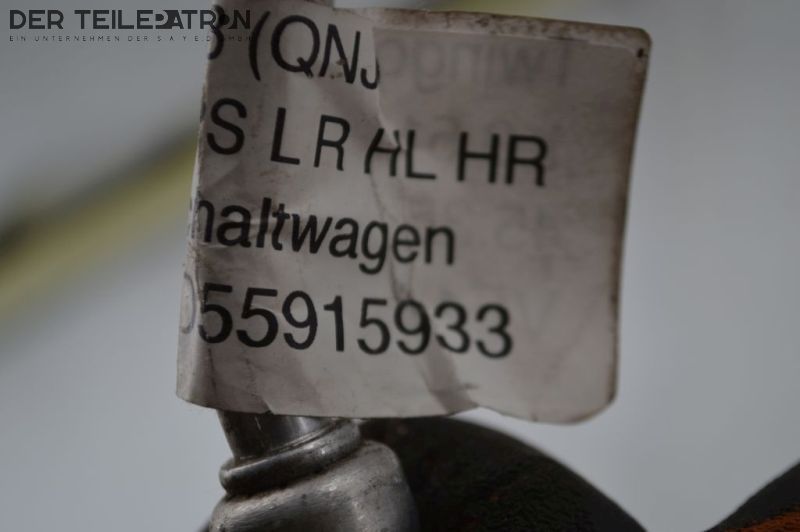 DER TEILEPATRON
EIN UNTERNEHMEN DER S A Y E D GMBH
(QNJ
S L R HL HR
haltwagen
55915933